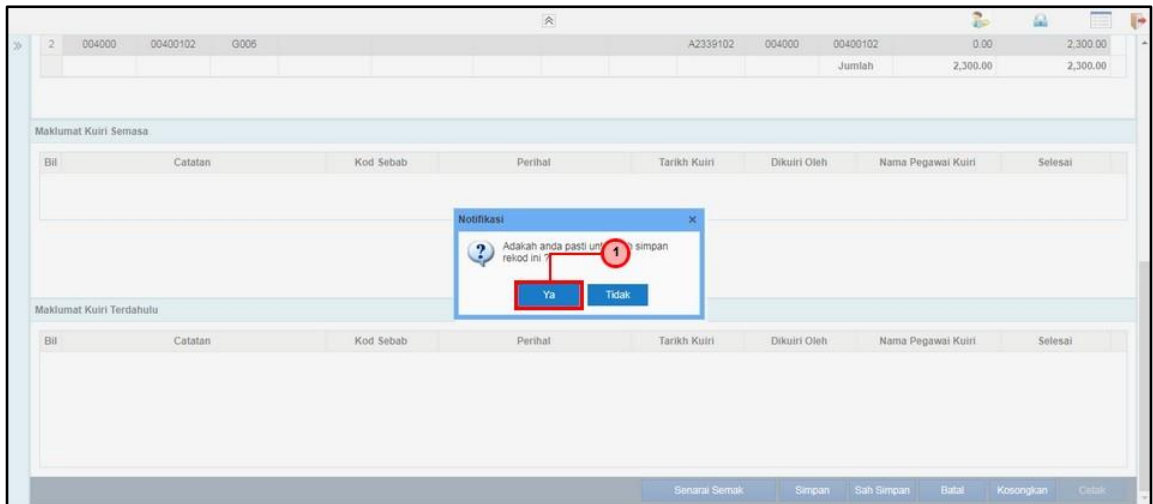 2 004000 00400102 G006 A2339102 004000 00400102 0.00 2,300.00
Jumlah 2,300.00 2,300.00
Maklumat Kuiri Semasa
Bil Catatan Kod Sebab Perihal Tarikh Kuiri Dikuiri Oleh Nama Pegawai Kuiri Selesai
Notifikasi
Adakah anda pasti simpan
rekod ini ?
1
Ya Tidak
Maklumat Kuiri Terdahulu
Bil Catatan Kod Sebab Perihal Tarikh Kuiri Dikuiri Oleh Nama Pegawai Kuiri Selesai
Senarai Semak Simpan Sah Simpan Batal Kosongkan Cetak